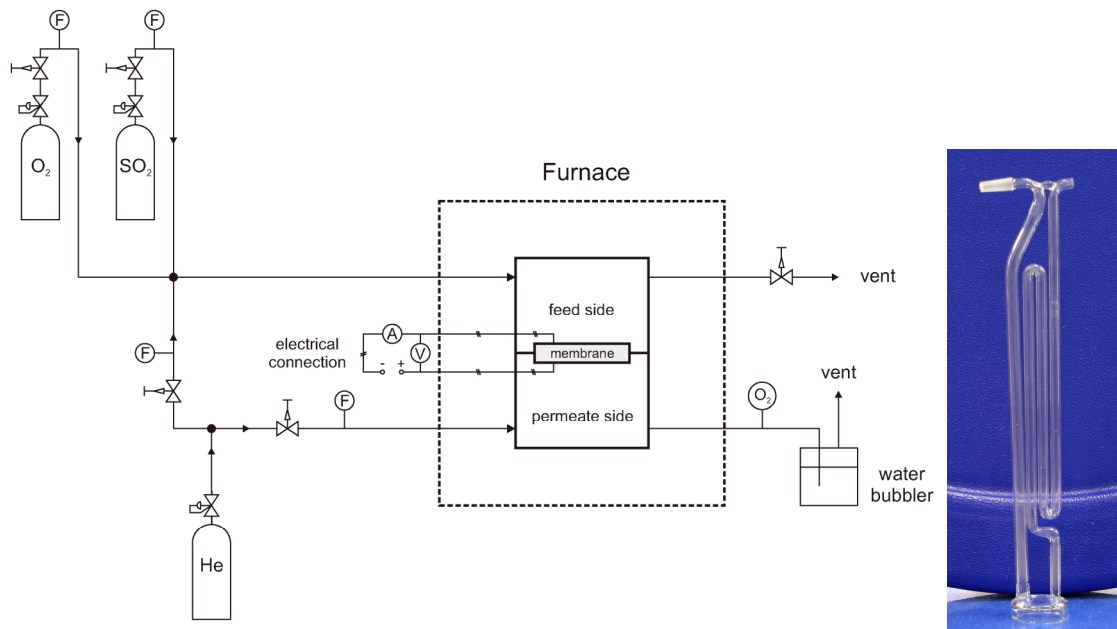 F
F
O2
SO2
Furnace
feed side
vent
electrical
connection
A
V
- +
membrane
F
permeate side
F
O2
vent
water
bubbler
He